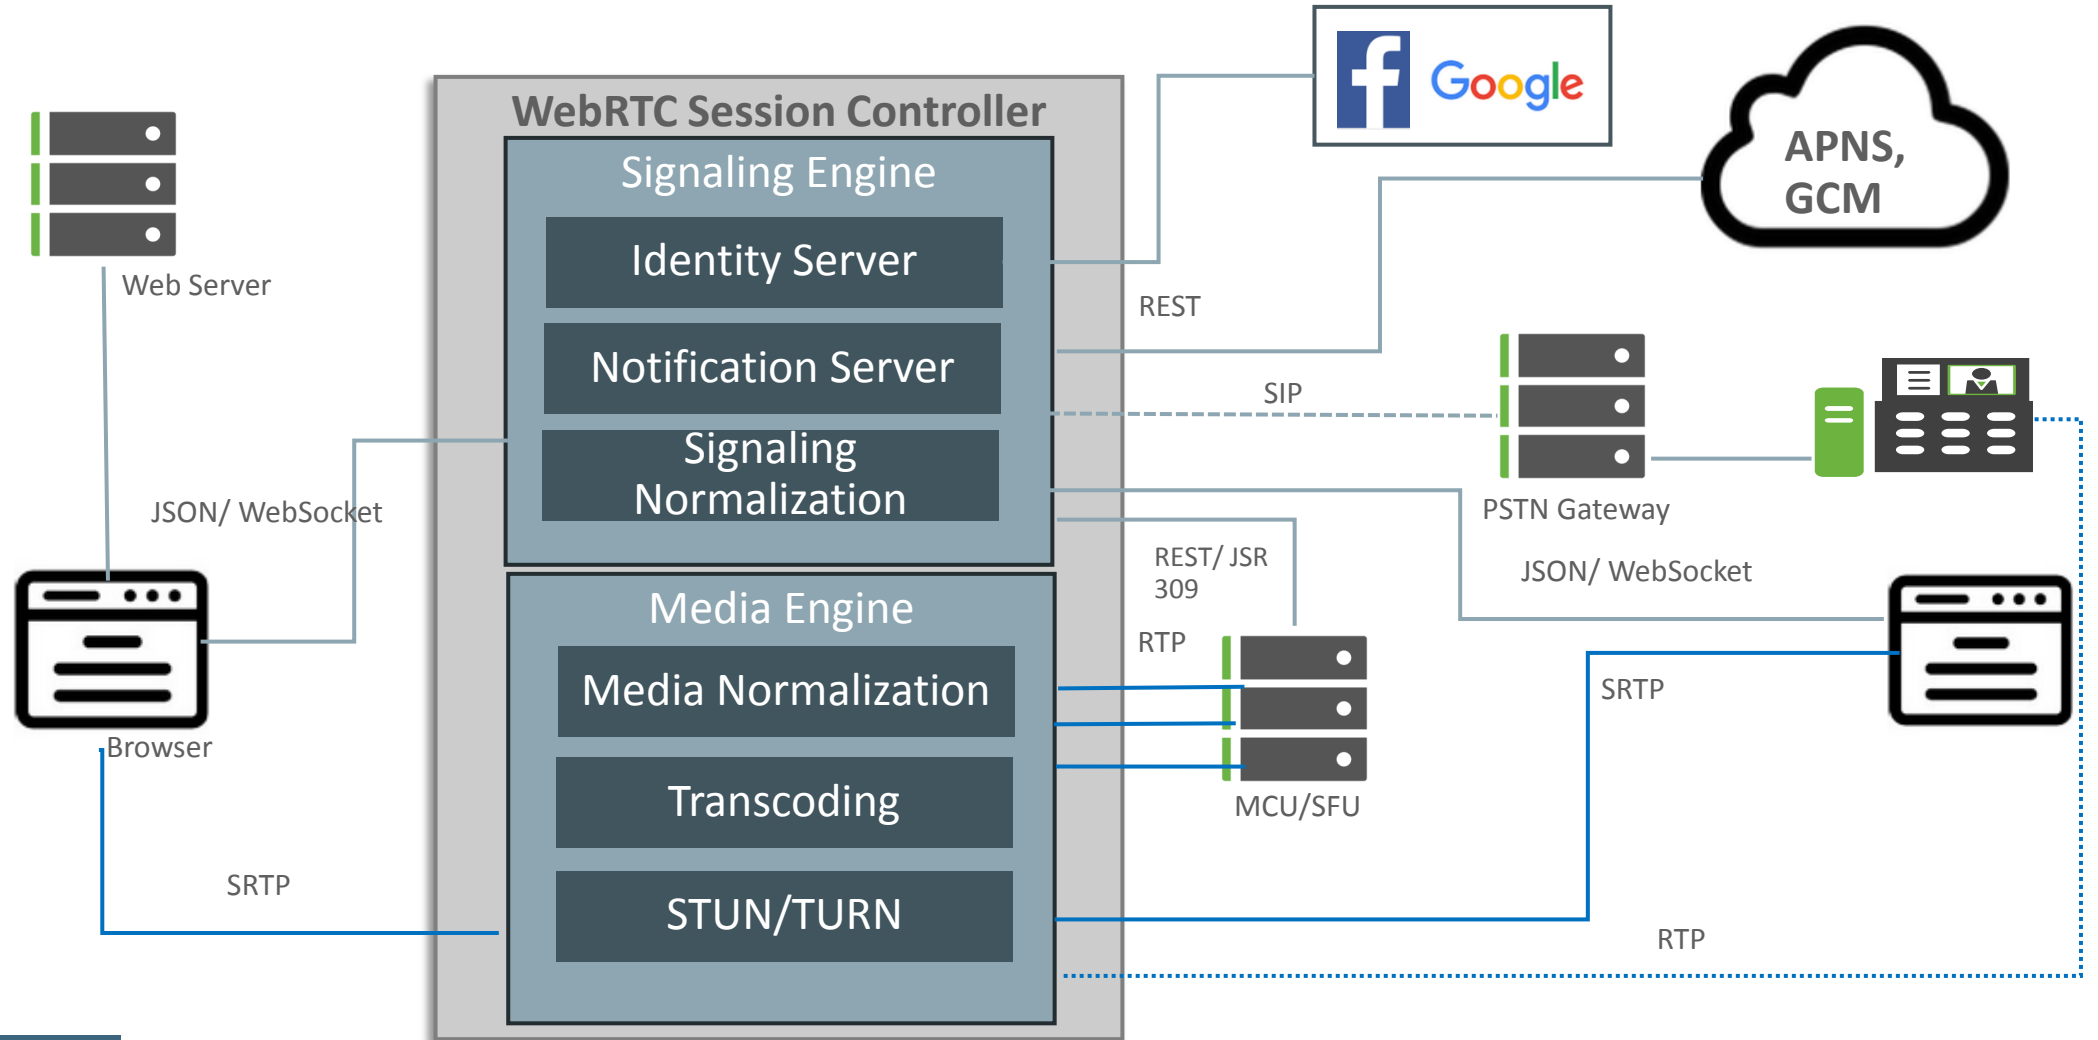 Google
APNS,
GCM
WebRTC Session Controller
Signaling Engine
Identity Server
Notification Server
Signaling
Normalization
Media Engine
Media Normalization
Transcoding
STUN/TURN
Web Server
JSON/ WebSocket
Browser
SRTP
REST
SIP
PSTN Gateway
REST/ JSR
309
RTP
MCU/SFU
JSON/ WebSocket
SRTP
RTP